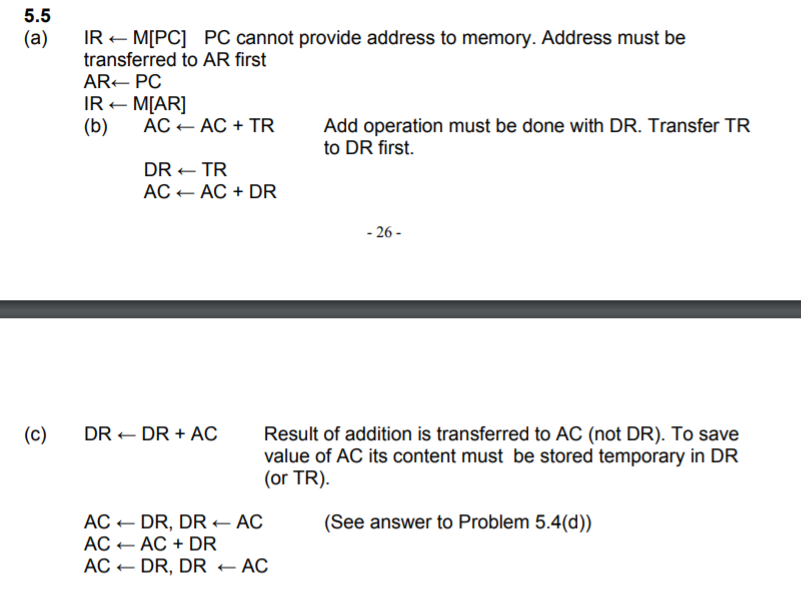 5.5
(a) IR ← M[PC] PC cannot provide address to memory. Address must be
transferred to AR first
AR← PC
IR ← M[AR]
(b) AC ← AC + TR Add operation must be done with DR. Transfer TR
to DR first.
DR ← TR
AC ← AC + DR
- 26 -
(c) DR ← DR + AC Result of addition is transferred to AC (not DR). To save
value of AC its content must be stored temporary in DR
(or TR).
AC ← DR, DR ← AC (See answer to Problem 5.4(d))
AC ← AC + DR
AC ← DR, DR ← AC